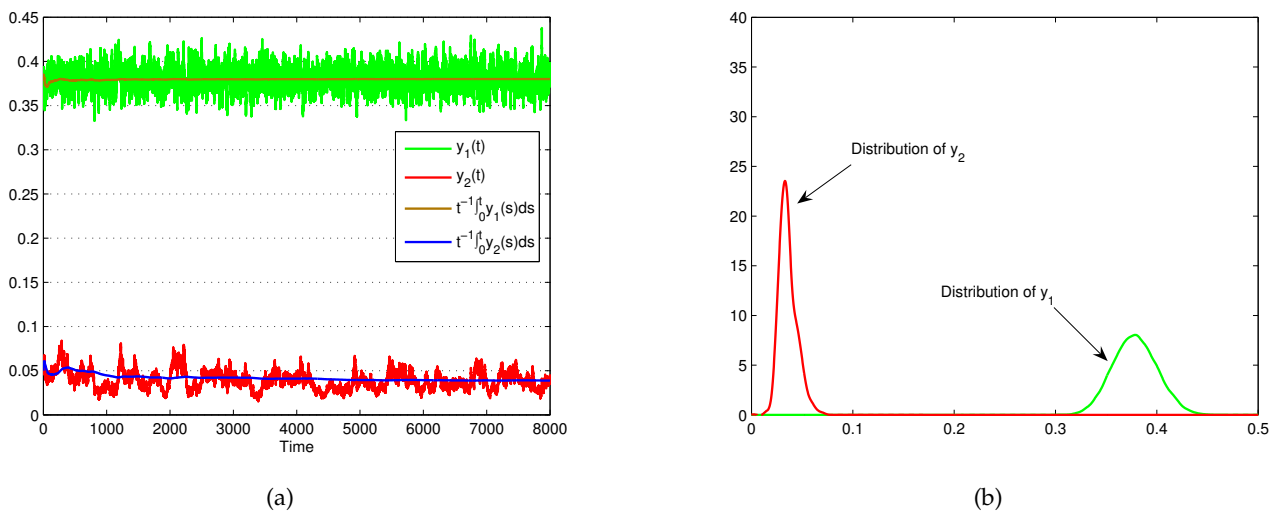 0.45
0.4
0.35
0.3
0.25
0.2
0.15
0.1
0.05
0
0 1000 2000 3000 4000 5000 6000 7000 8000
Time
y₁(t)
y₂(t)
t⁻¹∫₀ᵗy₁(s)ds
t⁻¹∫₀ᵗy₂(s)ds
(a)
40
35
30
25
20
15
10
5
0
0 0.1 0.2 0.3 0.4 0.5
Distribution of y₂
Distribution of y₁
(b)